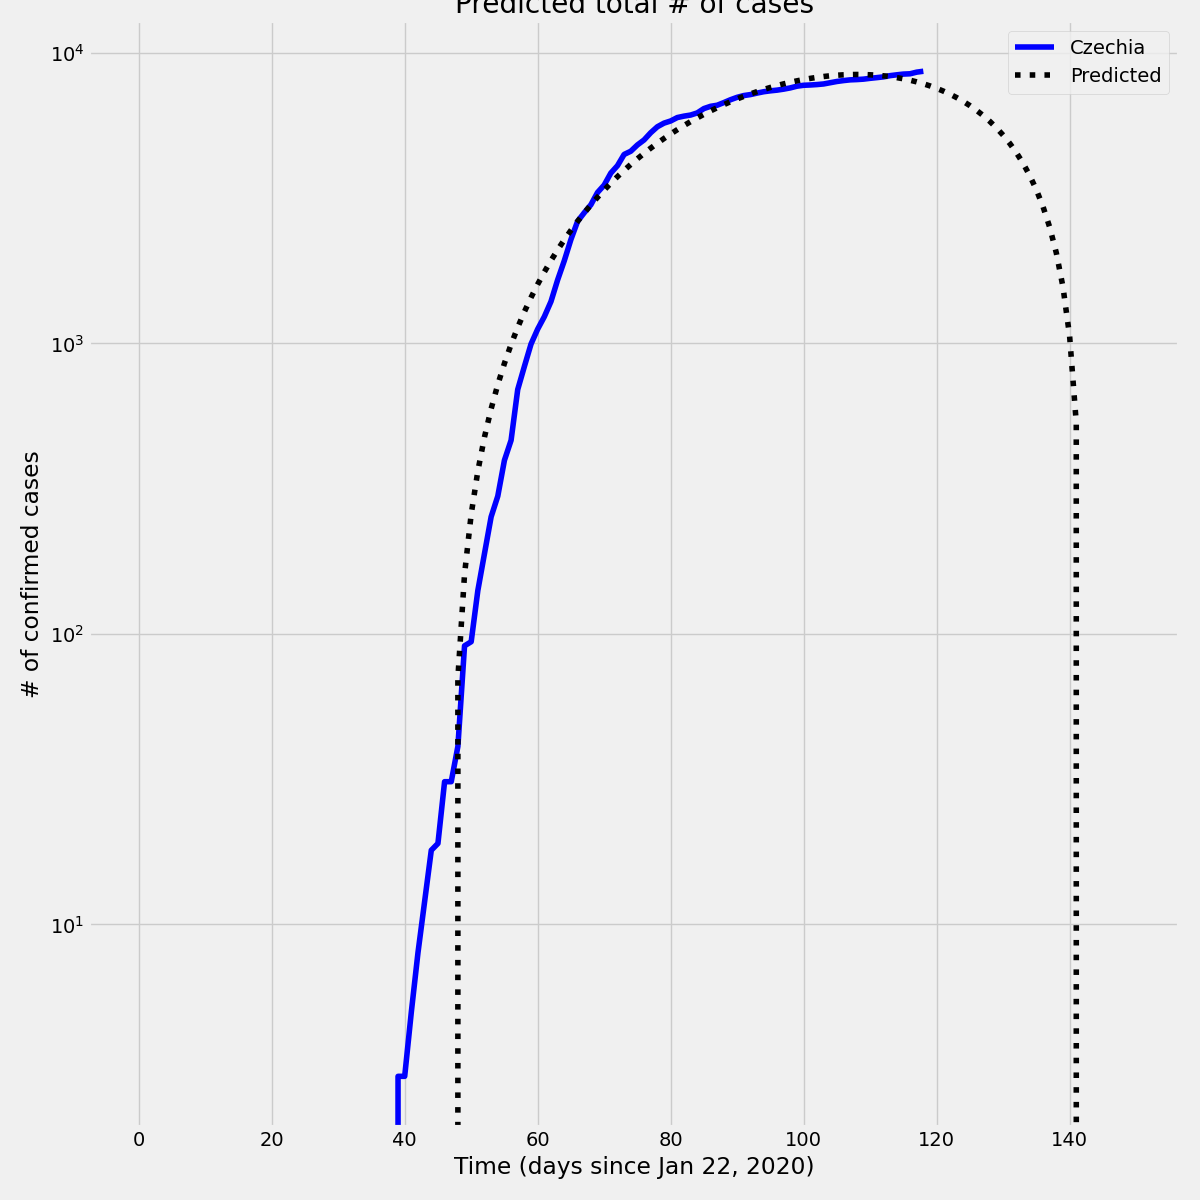 Predicted total # of cases
Czechia
Predicted
10⁴
10³
10²
10¹
# of confirmed cases
0 20 40 60 80 100 120 140
Time (days since Jan 22, 2020)